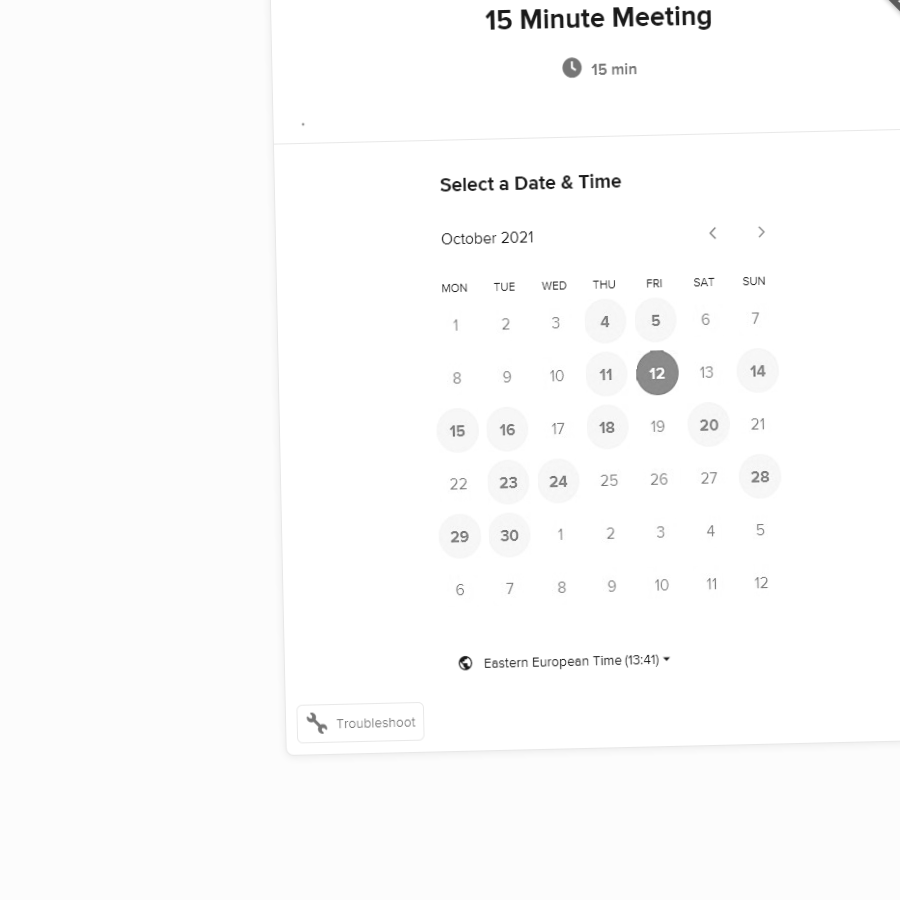 15 Minute Meeting
15 min
Select a Date & Time
October 2021
MON TUE WED THU FRI SAT SUN
1 2 3 4 5 6 7
8 9 10 11 12 13 14
15 16 17 18 19 20 21
22 23 24 25 26 27 28
29 30 1 2 3 4 5
6 7 8 9 10 11 12
Eastern European Time (13:41)
Troubleshoot